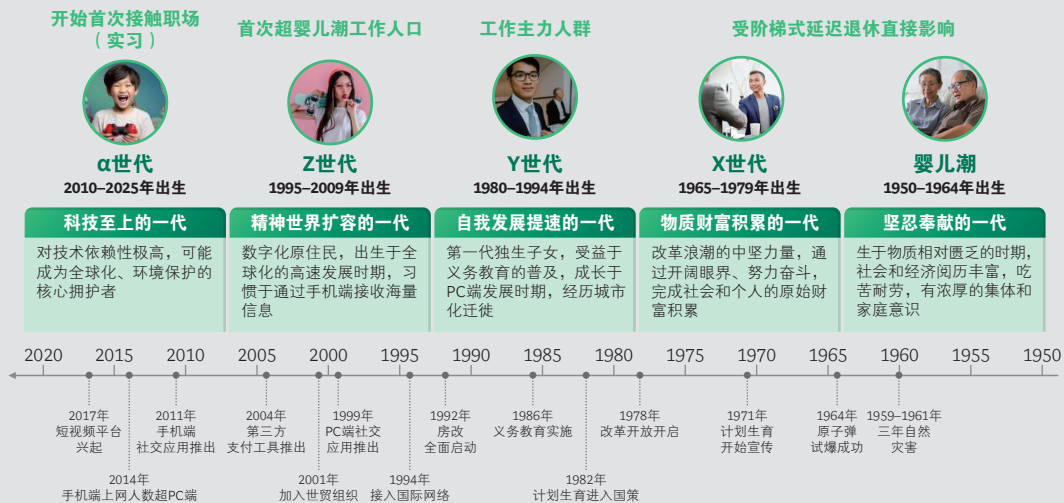 开始首次接触职场
（实习）
首次超婴儿潮工作人口
工作主力人群
受阶梯式延迟退休直接影响
α世代
2010–2025年出生
Z世代
1995–2009年出生
Y世代
1980–1994年出生
X世代
1965–1979年出生
婴儿潮
1950–1964年出生
科技至上的一代
对技术依赖性极高，可能
成为全球化、环境保护的
核心拥护者
精神世界扩容的一代
数字化原住民，出生于全
球化的高速发展时期，习
惯于通过手机端接收海量
信息
自我发展提速的一代
第一代独生子女，受益于
义务教育的普及，成长于
PC端发展时期，经历城市
化迁徙
物质财富积累的一代
改革浪潮的中坚力量，通
过开阔眼界、努力奋斗，
完成社会和个人的原始财
富积累
坚忍奉献的一代
生于物质相对匮乏的时期，
社会和经济阅历丰富，吃
苦耐劳，有浓厚的集体和
家庭意识
2020 2015 2010 2005 2000 1995 1990 1985 1980 1975 1970 1965 1960 1955 1950
2017年
短视频平台
兴起
2014年
手机端上网人数超PC端
2011年
手机端
社交应用推出
2004年
第三方
支付工具推出
2001年
加入世贸组织
1999年
PC端社交
应用推出
1994年
接入国际网络
1992年
房改
全面启动
1986年
义务教育实施
1982年
计划生育进入国策
1978年
改革开放开启
1971年
计划生育
开始宣传
1964年
原子弹
试爆成功
1959–1961年
三年自然
灾害